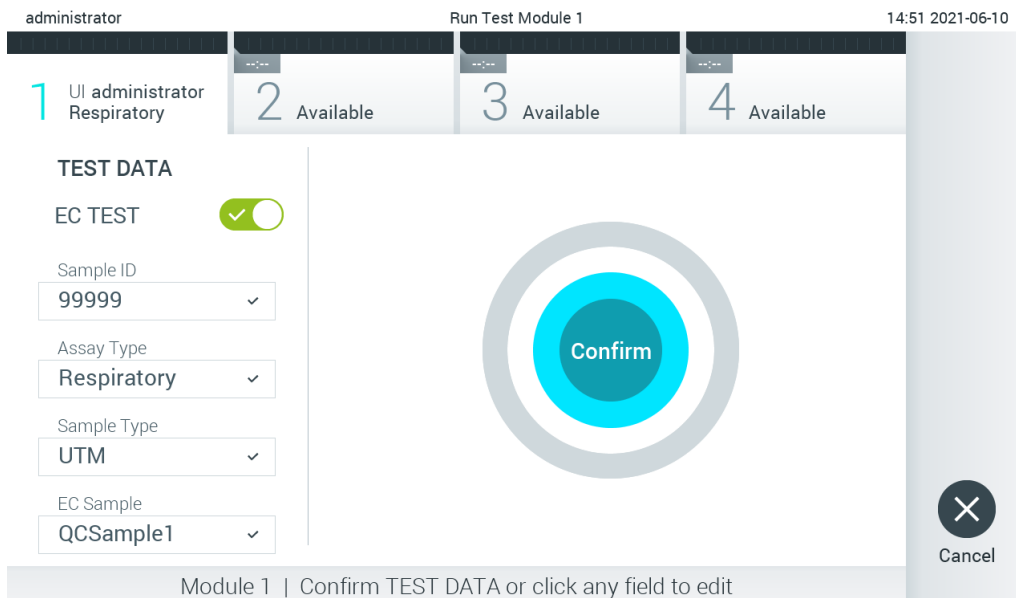 administrator
Run Test Module 1
14:51 2021-06-10
1 UI administrator
Respiratory
--:--
2 Available
--:--
3 Available
--:--
4 Available
TEST DATA
EC TEST
Sample ID
99999
Assay Type
Respiratory
Sample Type
UTM
EC Sample
QCSample1
Confirm
Cancel
Module 1 | Confirm TEST DATA or click any field to edit